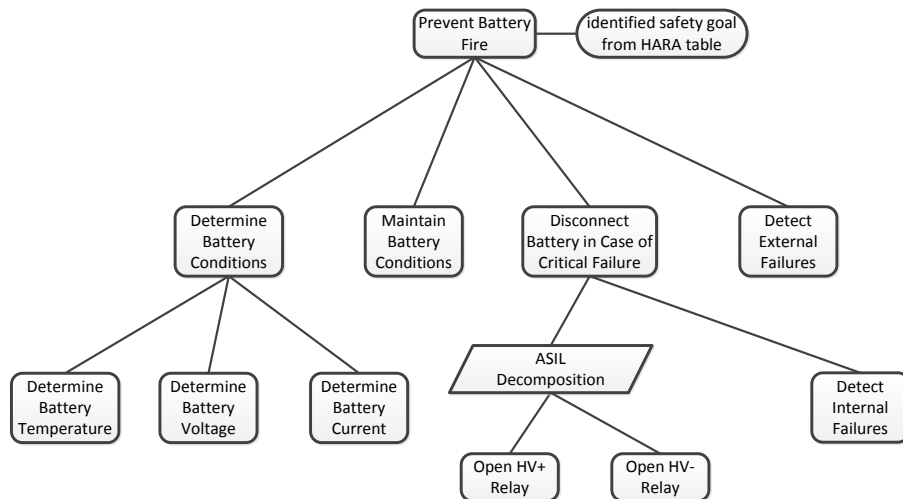 Prevent Battery
Fire
identified safety goal
from HARA table
Determine
Battery
Conditions
Maintain
Battery
Conditions
Disconnect
Battery in Case of
Critical Failure
Detect
External
Failures
ASIL
Decomposition
Determine
Battery
Temperature
Determine
Battery
Voltage
Determine
Battery
Current
Detect
Internal
Failures
Open HV+
Relay
Open HV-
Relay